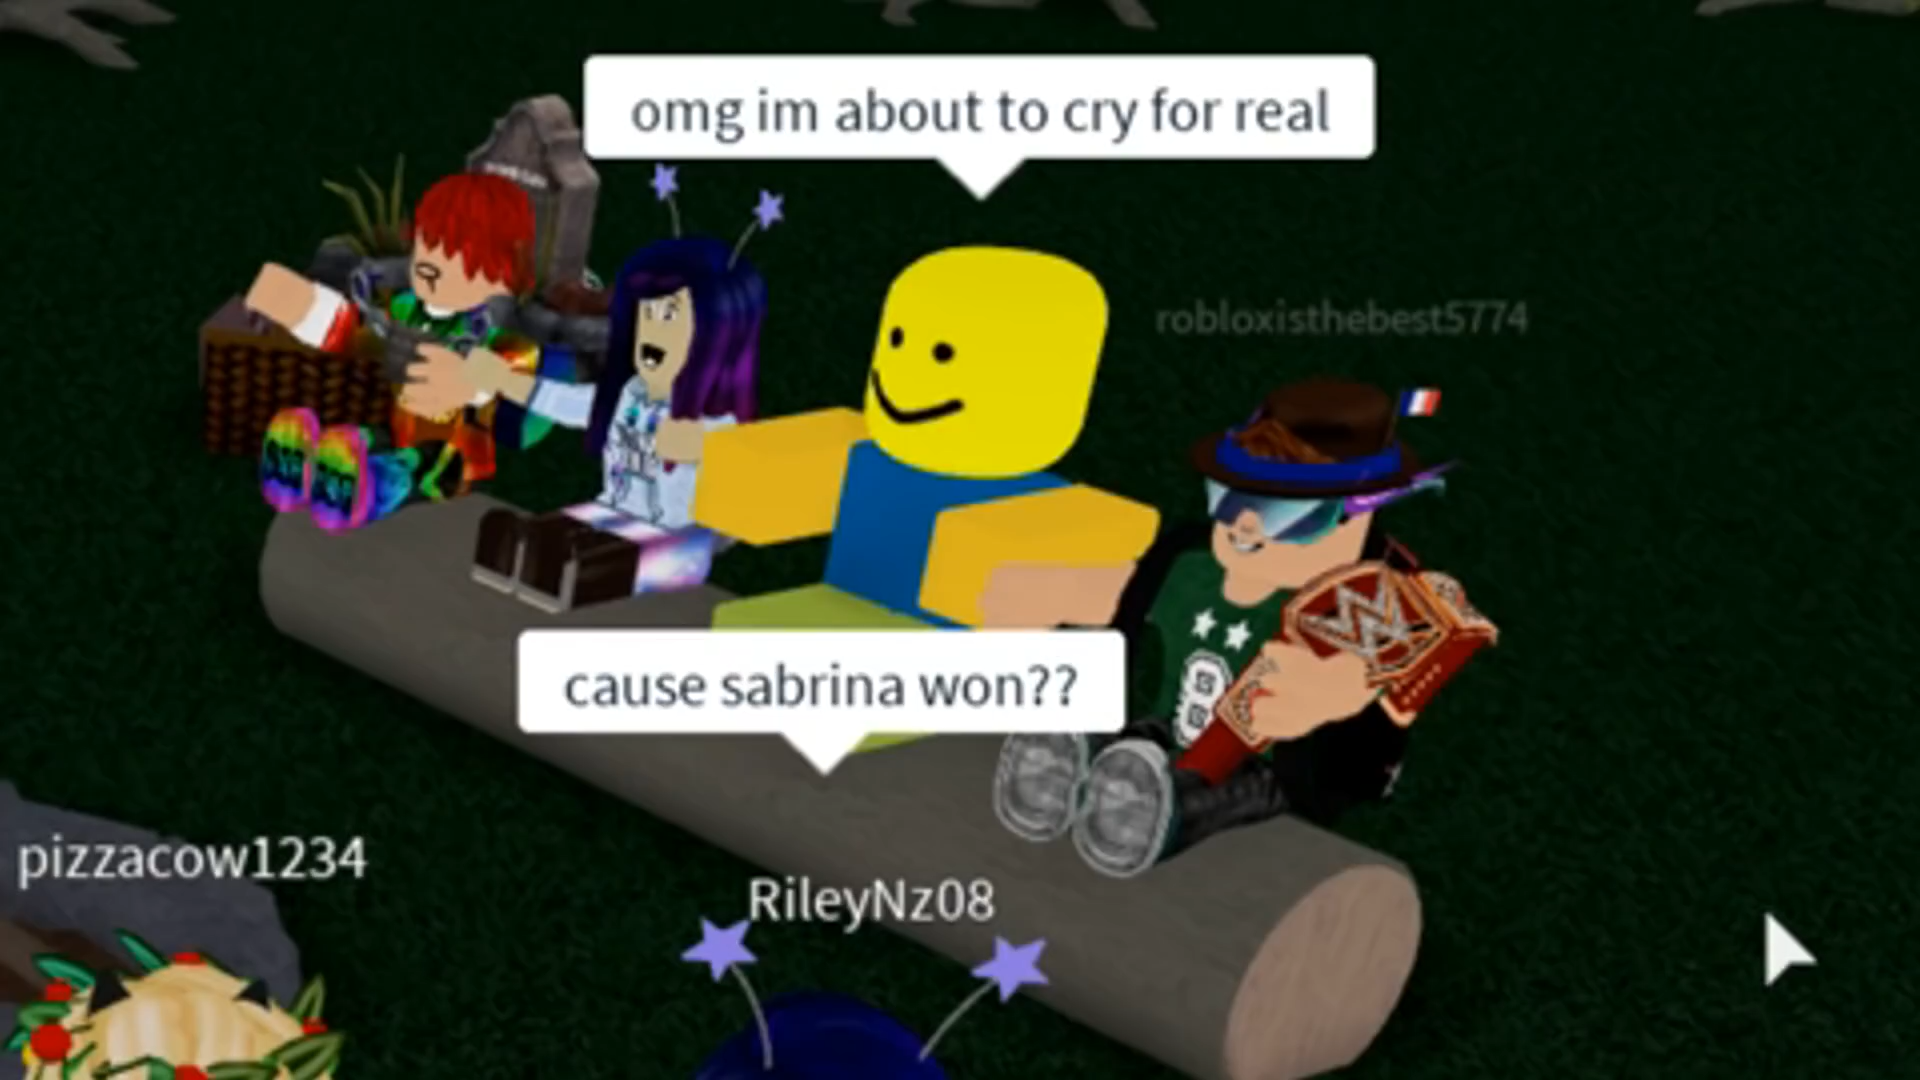 omg im about to cry for real
robloxisthebest5774
cause sabrina won??
pizzacow1234
RileyNz08